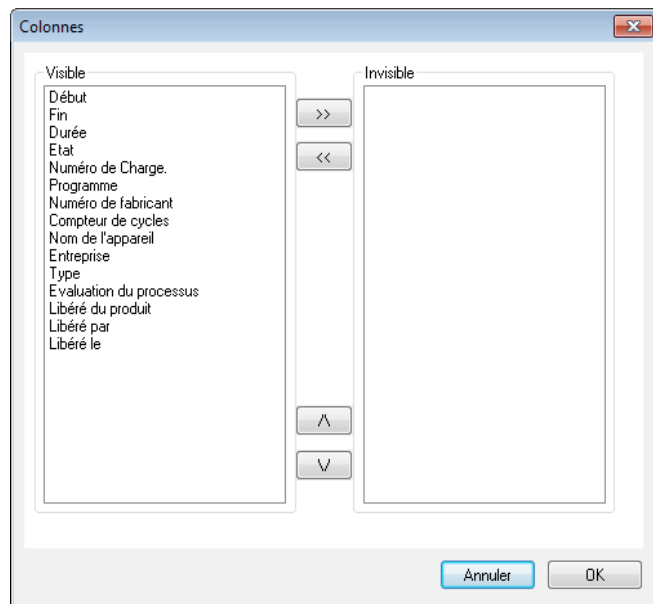 Colonnes
Visible
Début
Fin
Durée
Etat
Numéro de Charge.
Programme
Numéro de fabricant
Compteur de cycles
Nom de l'appareil
Entreprise
Type
Evaluation du processus
Libéré du produit
Libéré par
Libéré le
>>
<<
/\
\/
Invisible
Annuler
OK